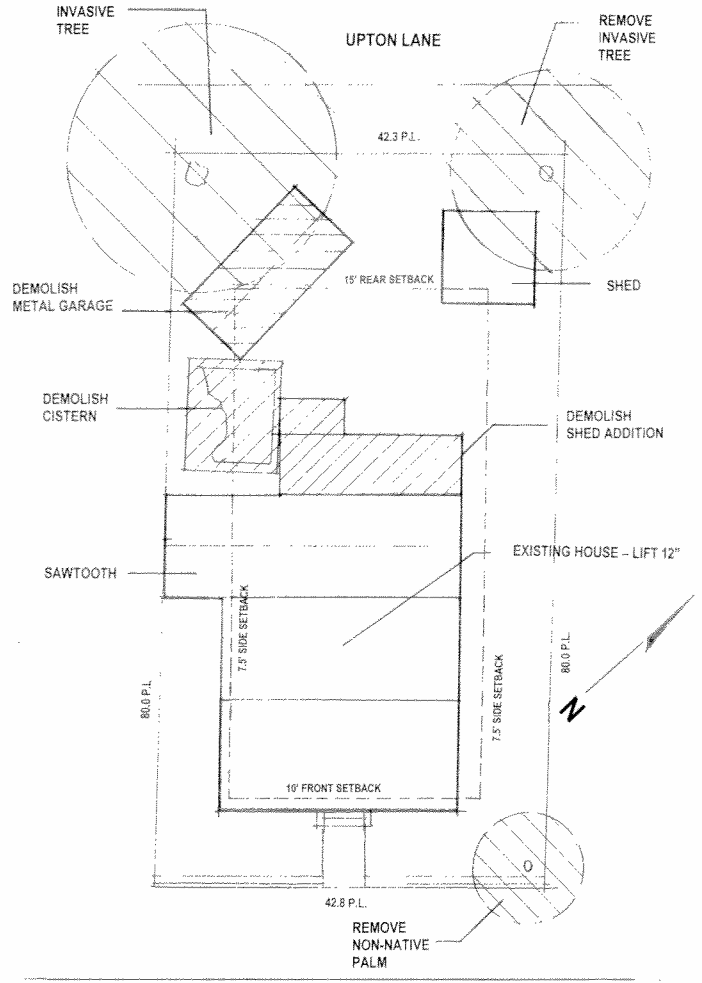 INVASIVE
TREE
UPTON LANE
REMOVE
INVASIVE
TREE
42.3 P.L.
15' REAR SETBACK
SHED
DEMOLISH
METAL GARAGE
DEMOLISH
CISTERN
DEMOLISH
SHED ADDITION
EXISTING HOUSE – LIFT 12"
SAWTOOTH
7.5' SIDE SETBACK
80.0 P.L.
7.5' SIDE SETBACK
80.0 P.L.
N
10' FRONT SETBACK
42.8 P.L.
REMOVE
NON-NATIVE
PALM